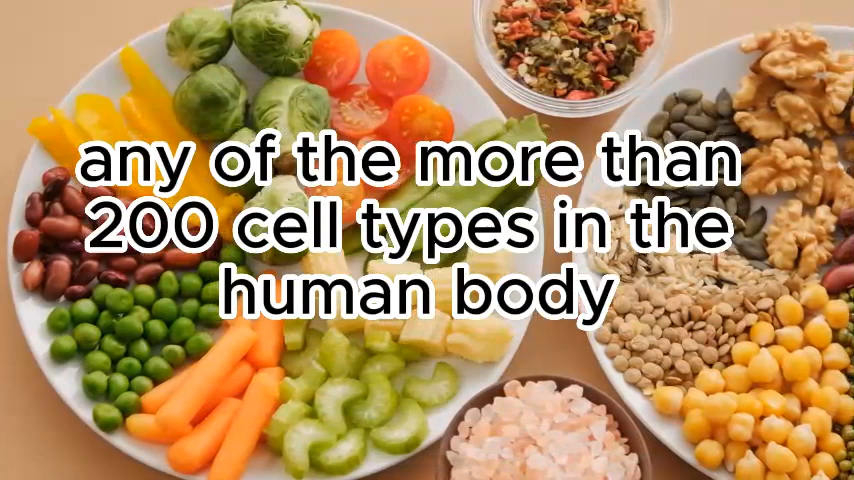 any of the more than
200 cell types in the
human body